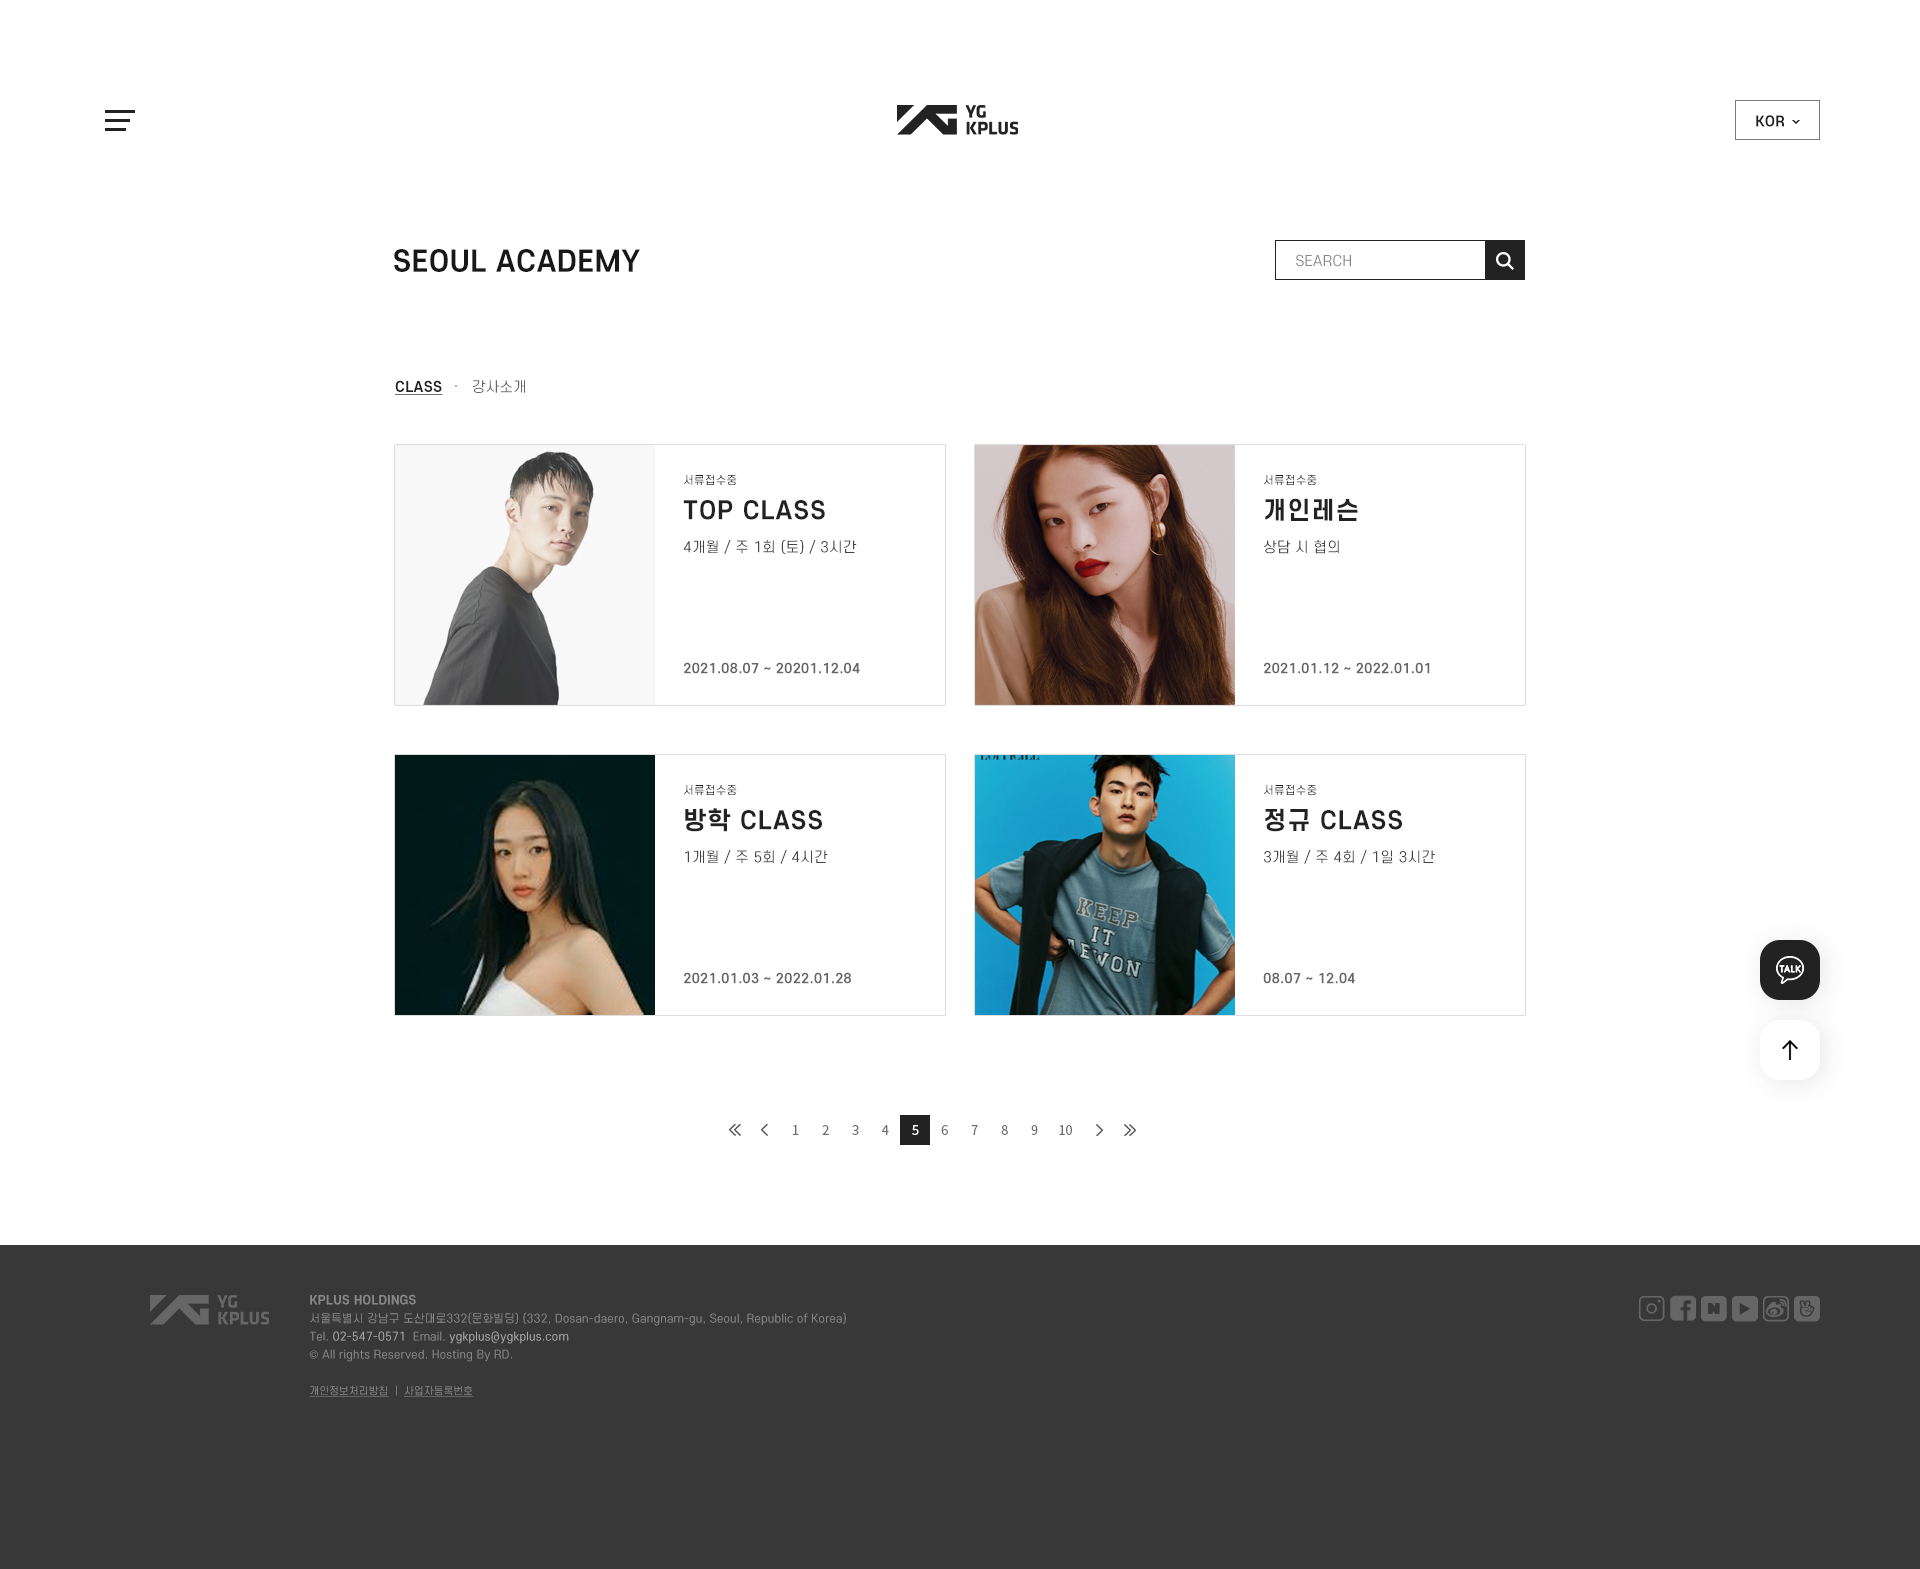 YG
KPLUS
KOR
SEOUL ACADEMY
SEARCH
CLASS · 강사소개
서류접수중
TOP CLASS
4개월 / 주 1회 (토) / 3시간
2021.08.07 ~ 20201.12.04
서류접수중
개인레슨
상담 시 협의
2021.01.12 ~ 2022.01.01
서류접수중
방학 CLASS
1개월 / 주 5회 / 4시간
2021.01.03 ~ 2022.01.28
KEEP
IT
AEWON
서류접수중
정규 CLASS
3개월 / 주 4회 / 1일 3시간
08.07 ~ 12.04
TALK
1 2 3 4 5 6 7 8 9 10
YG
KPLUS
KPLUS HOLDINGS
서울특별시 강남구 도산대로332(문화빌딩) (332, Dosan-daero, Gangnam-gu, Seoul, Republic of Korea)
Tel. 02-547-0571 Email. ygkplus@ygkplus.com
© All rights Reserved. Hosting By RD.
개인정보처리방침 | 사업자등록번호